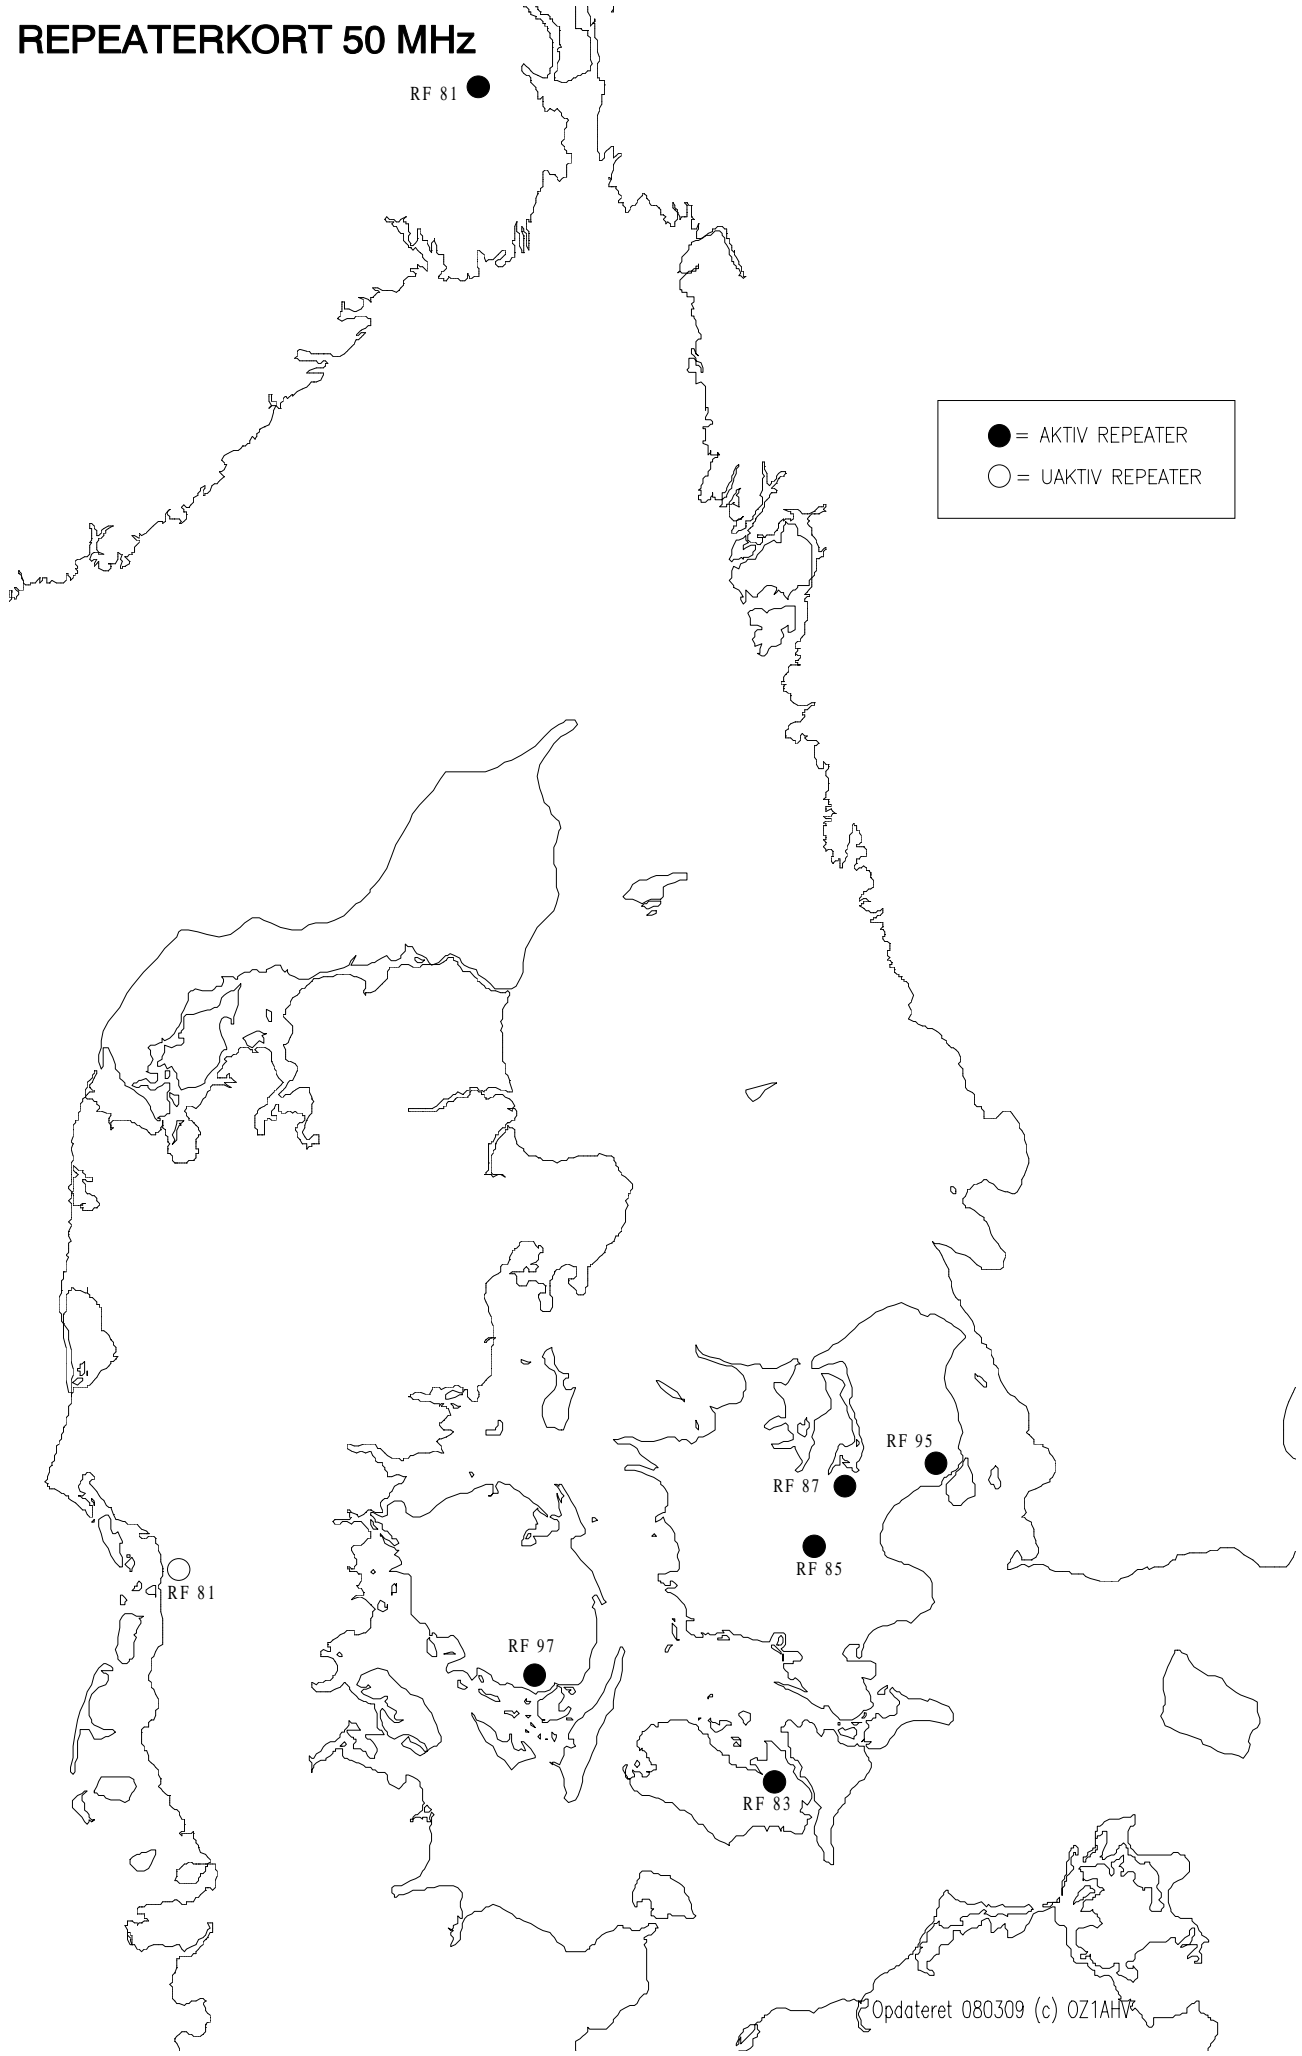 REPEATERKORT 50 MHz
RF 81
= AKTIV REPEATER
= UAKTIV REPEATER
RF 95
RF 87
RF 85
RF 81
RF 97
RF 83
Opdateret 080309 (c) OZ1AHV